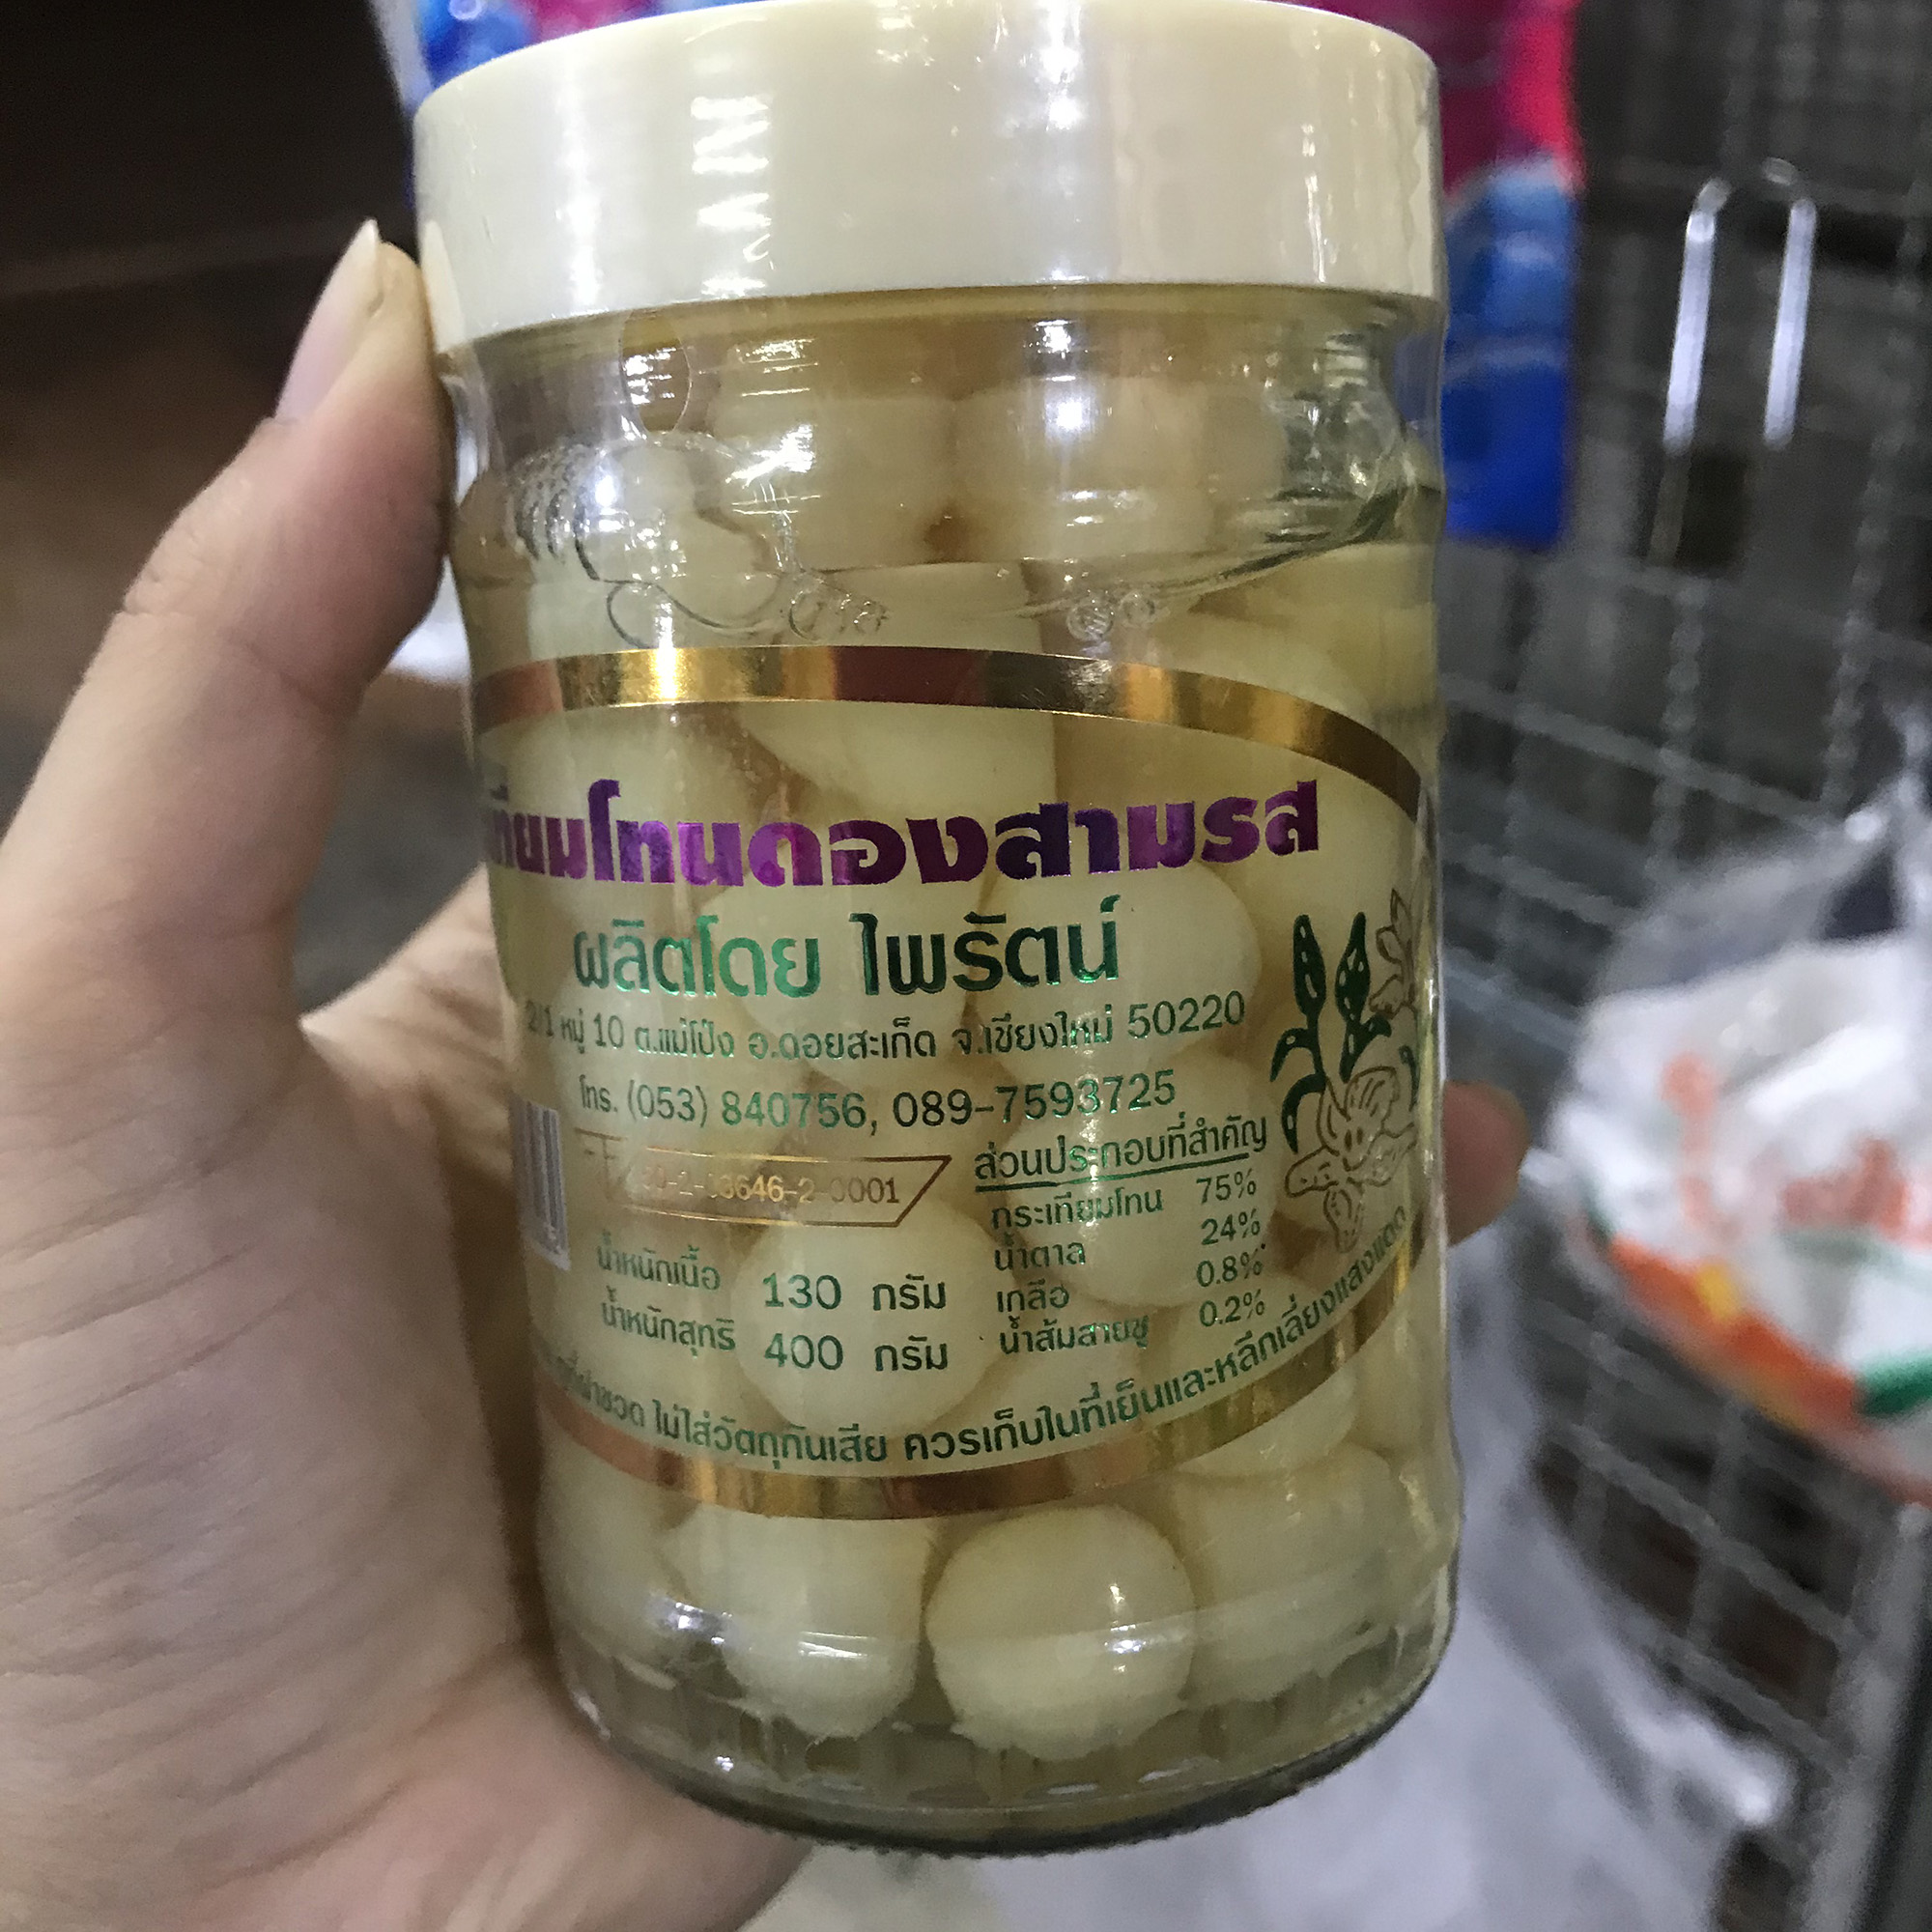 ทียมโทนดองสามรส
ผลิตโดย ไพรัตน์
2/1 หมู่ 10 ต.แม่โป่ง อ.ดอยสะเก็ด จ.เชียงใหม่ 50220
โทร. (053) 840756, 089-7593725
ส่วนประกอบที่สำคัญ
กระเทียมโทน 75%
น้ำตาล 24%
เกลือ 0.8%
น้ำส้มสายชู 0.2%
น้ำหนักเนื้อ 130 กรัม
น้ำหนักสุทธิ 400 กรัม
ที่ฝาขวด ไม่ใส่วัตถุกันเสีย ควรเก็บในที่เย็นและหลีกเลี่ยงแสงแดด